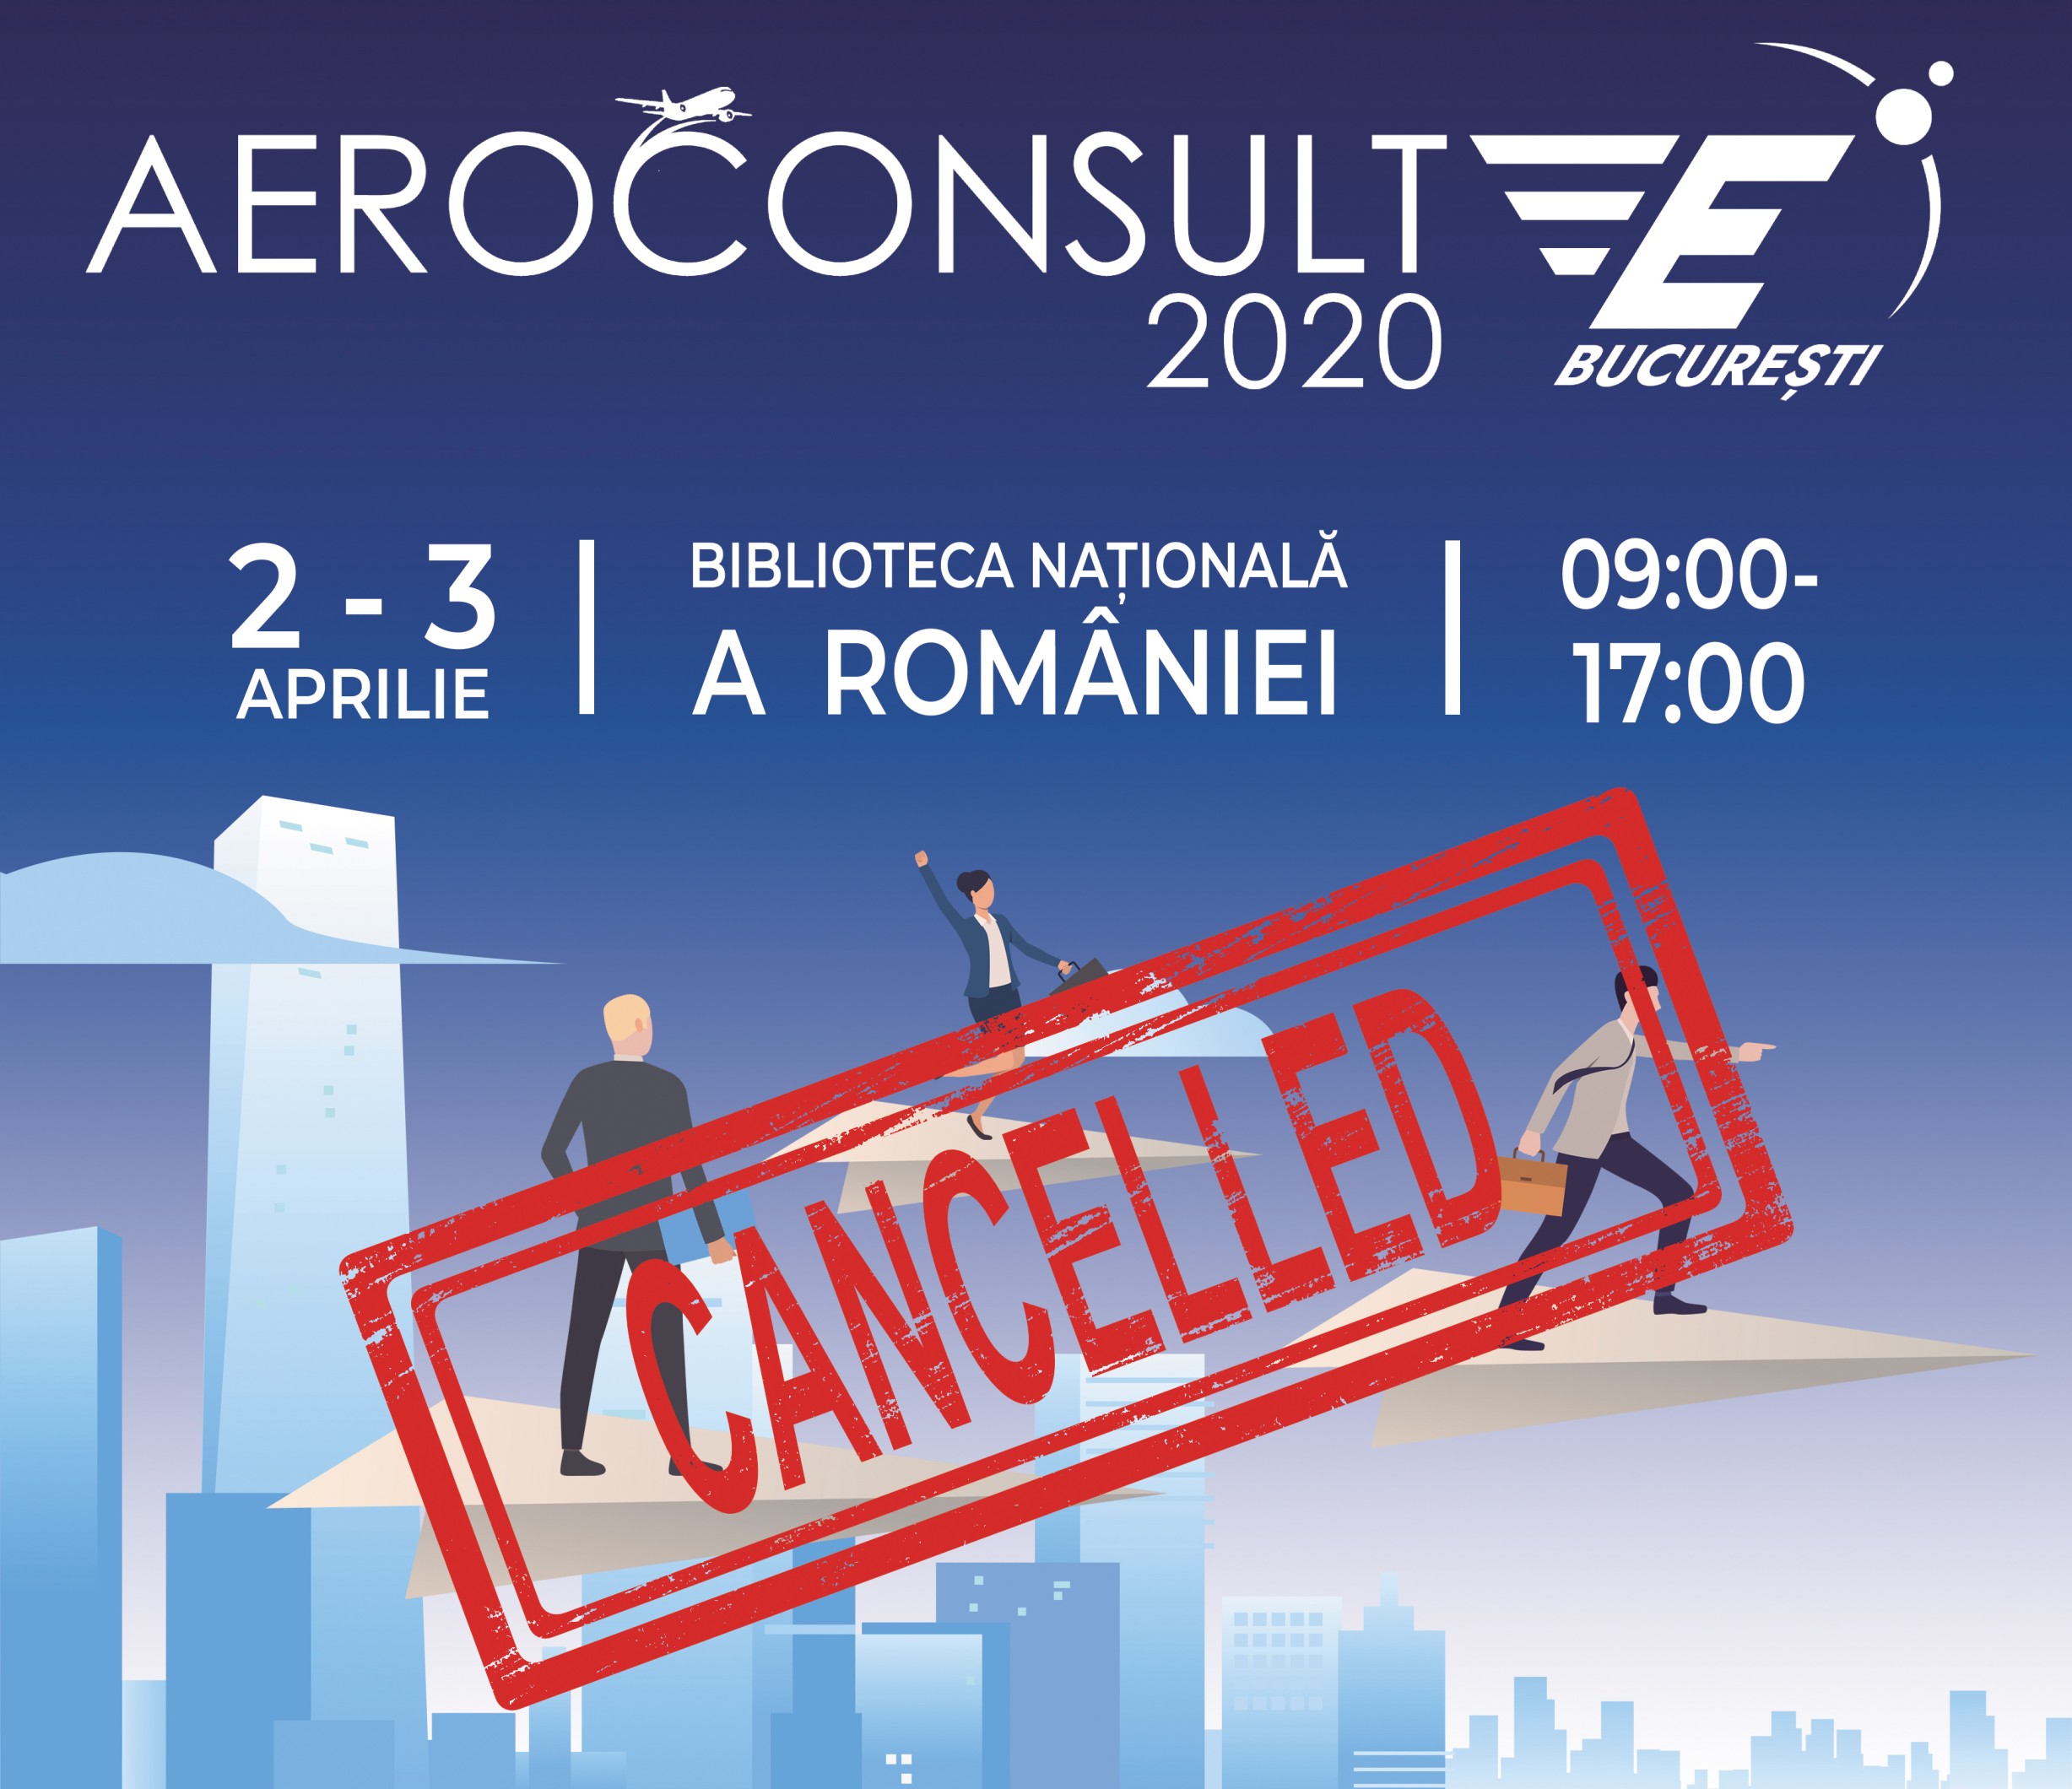 AEROCONSULT
2020
E
BUCUREȘTI
2 - 3
APRILIE
BIBLIOTECA NAȚIONALĂ
A ROMÂNIEI
09:00-
17:00
CANCELLED